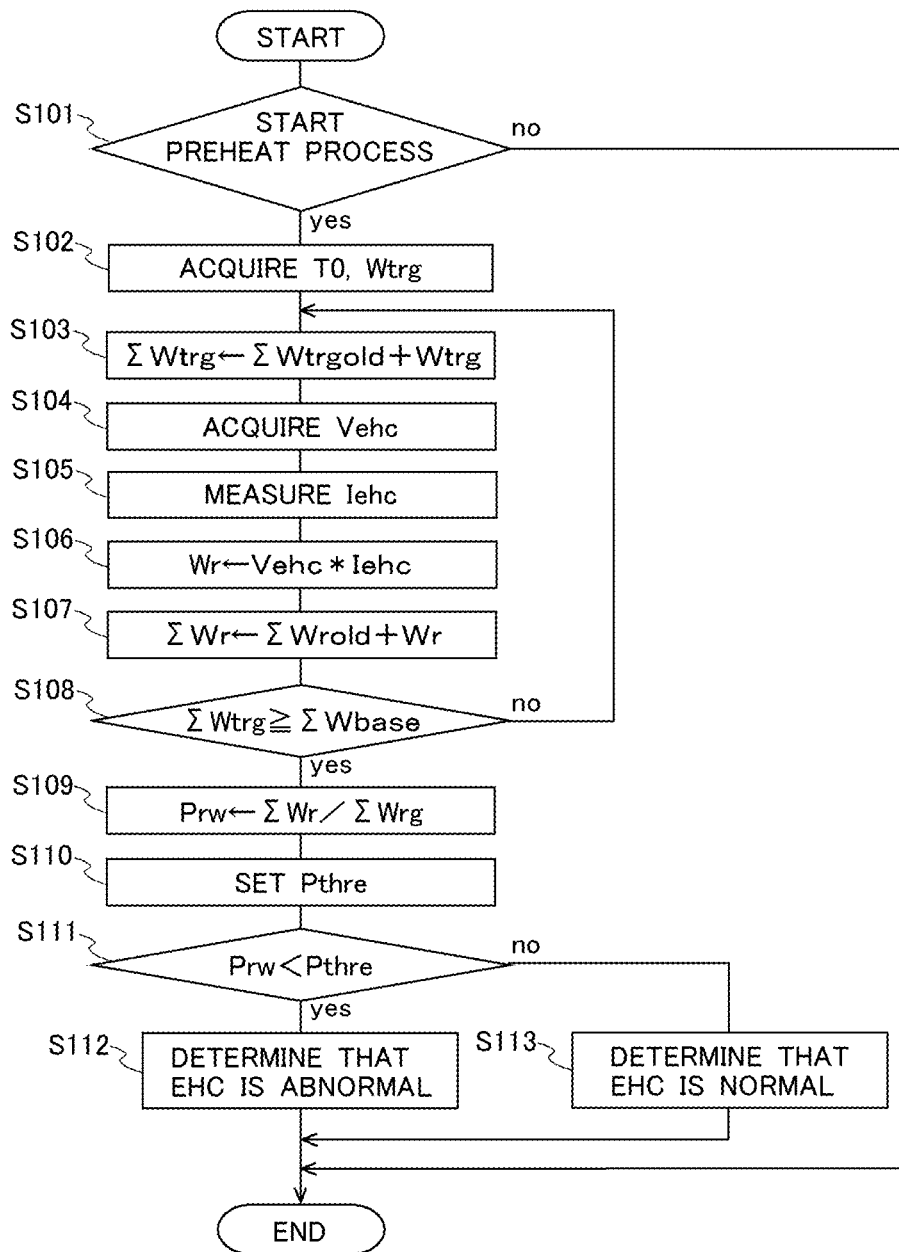 START
S101
START
PREHEAT PROCESS
no
yes
S102
ACQUIRE T0, Wtrg
S103
ΣWtrg←ΣWtrgold+Wtrg
S104
ACQUIRE Vehc
S105
MEASURE Iehc
S106
Wr←Vehc*Iehc
S107
ΣWr←ΣWrold+Wr
S108
ΣWtrg≧ΣWbase
no
yes
S109
Prw←ΣWr/ΣWrg
S110
SET Pthre
S111
Prw<Pthre
no
yes
S112
DETERMINE THAT
EHC IS ABNORMAL
S113
DETERMINE THAT
EHC IS NORMAL
END